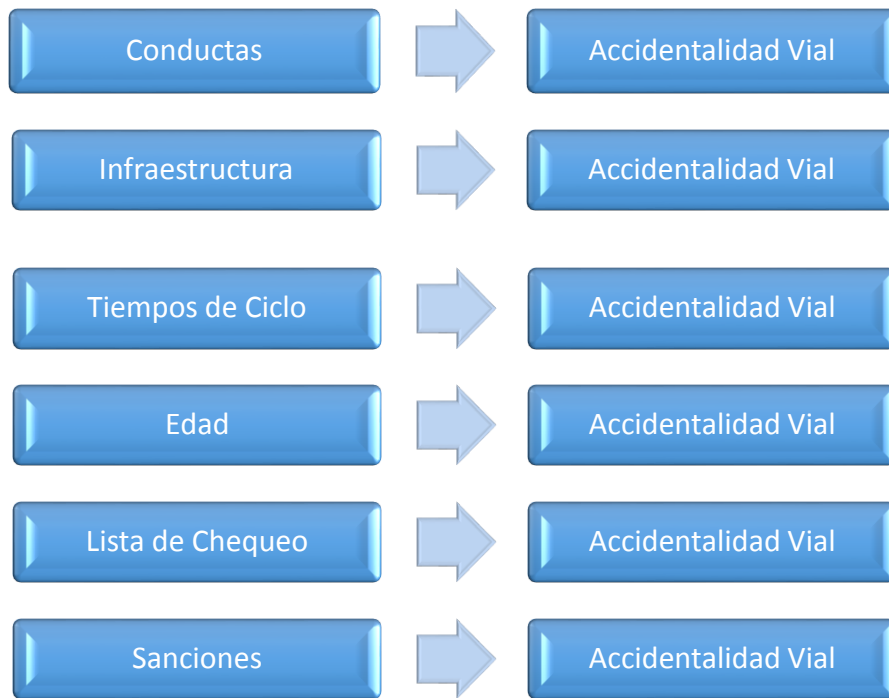 Conductas
Accidentalidad Vial
Infraestructura
Accidentalidad Vial
Tiempos de Ciclo
Accidentalidad Vial
Edad
Accidentalidad Vial
Lista de Chequeo
Accidentalidad Vial
Sanciones
Accidentalidad Vial